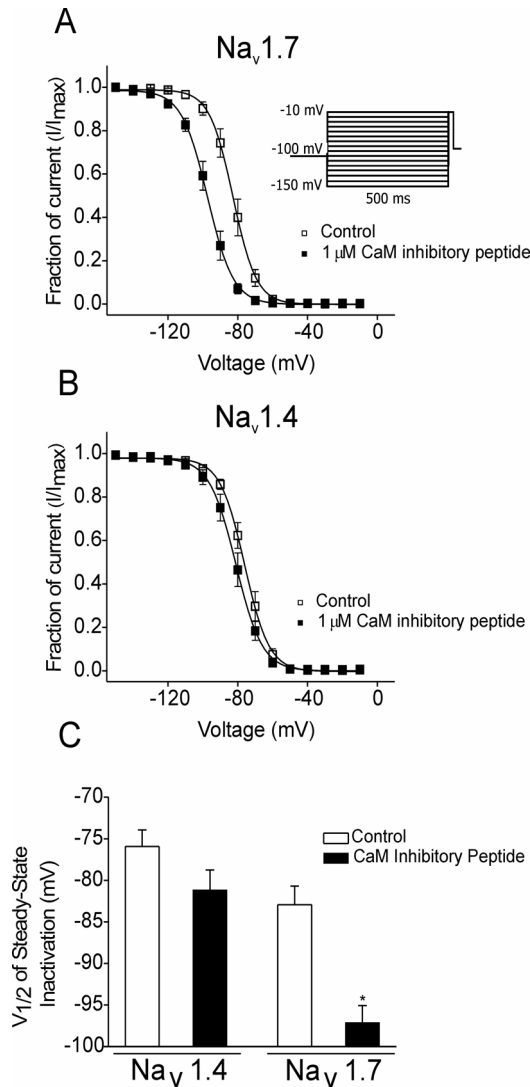 A
Nav1.7
Fraction of current (I/Imax)
1.0
0.8
0.6
0.4
0.2
0.0
-120
-80
-40
0
Voltage (mV)
-10 mV
-100 mV
-150 mV
500 ms
Control
1 μM CaM inhibitory peptide
B
Nav1.4
Fraction of current (I/Imax)
1.0
0.8
0.6
0.4
0.2
0.0
-120
-80
-40
0
Voltage (mV)
Control
1 μM CaM inhibitory peptide
C
V1/2 of Steady-State
Inactivation (mV)
-70
-75
-80
-85
-90
-95
-100
Control
CaM Inhibitory Peptide
*
Nav 1.4
Nav 1.7